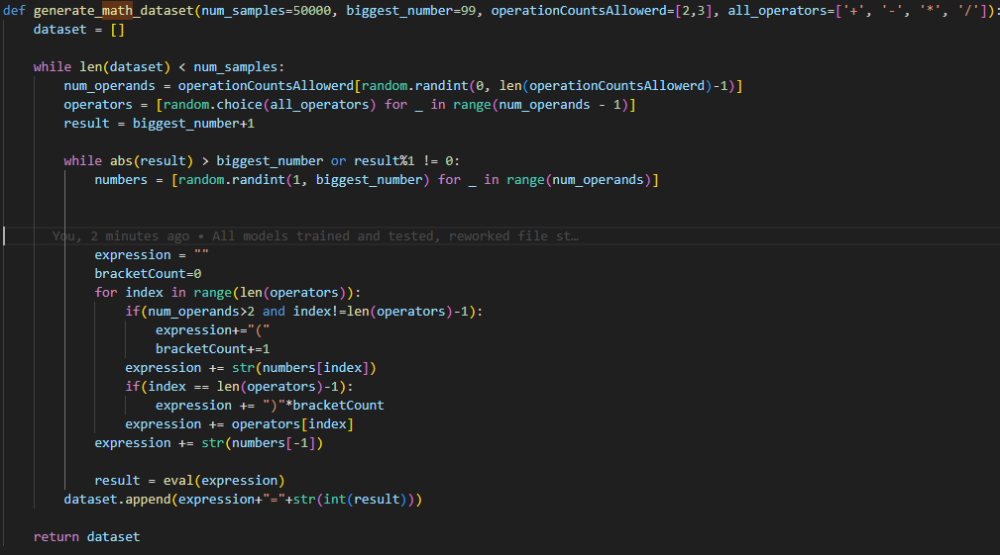 def generate_math_dataset(num_samples=50000, biggest_number=99, operationCountsAllowerd=[2,3], all_operators=['+', '-', '*', '/']):
    dataset = []

    while len(dataset) < num_samples:
        num_operands = operationCountsAllowerd[random.randint(0, len(operationCountsAllowerd)-1)]
        operators = [random.choice(all_operators) for _ in range(num_operands - 1)]
        result = biggest_number+1

        while abs(result) > biggest_number or result%1 != 0:
            numbers = [random.randint(1, biggest_number) for _ in range(num_operands)]

You, 2 minutes ago • All models trained and tested, reworked file st…
            expression = ""
            bracketCount=0
            for index in range(len(operators)):
                if(num_operands>2 and index!=len(operators)-1):
                    expression+="("
                    bracketCount+=1
                expression += str(numbers[index])
                if(index == len(operators)-1):
                    expression += ")"*bracketCount
                expression += operators[index]
            expression += str(numbers[-1])

            result = eval(expression)
        dataset.append(expression+"="+str(int(result)))

    return dataset